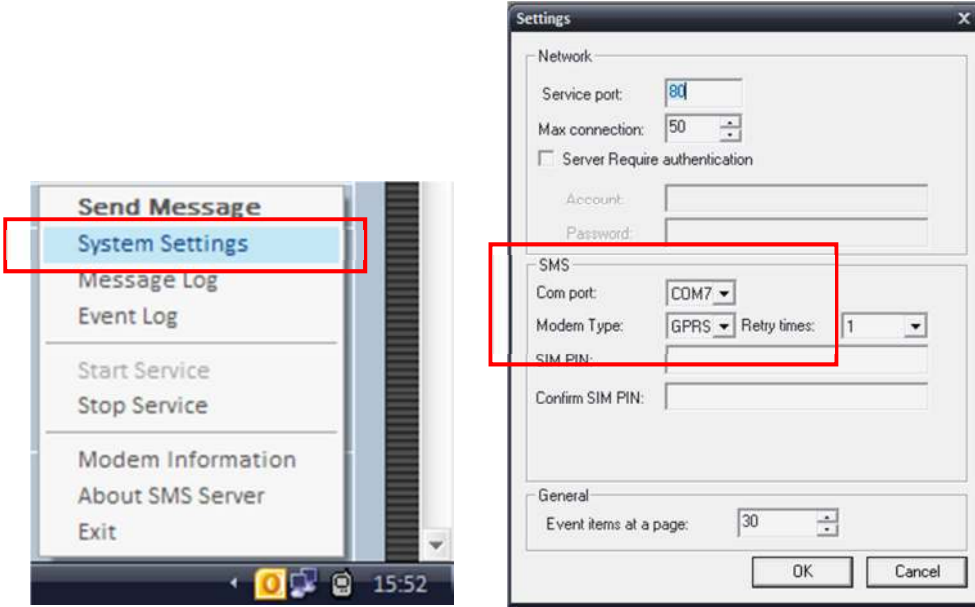 Send Message
System Settings
Message Log
Event Log
Start Service
Stop Service
Modem Information
About SMS Server
Exit
15:52
Settings
Network
Service port: 80
Max connection: 50
Server Require authentication
Account:
Password:
SMS
Com port: COM7
Modem Type: GPRS Retry times: 1
SIM PIN:
Confirm SIM PIN:
General
Event items at a page: 30
OK Cancel